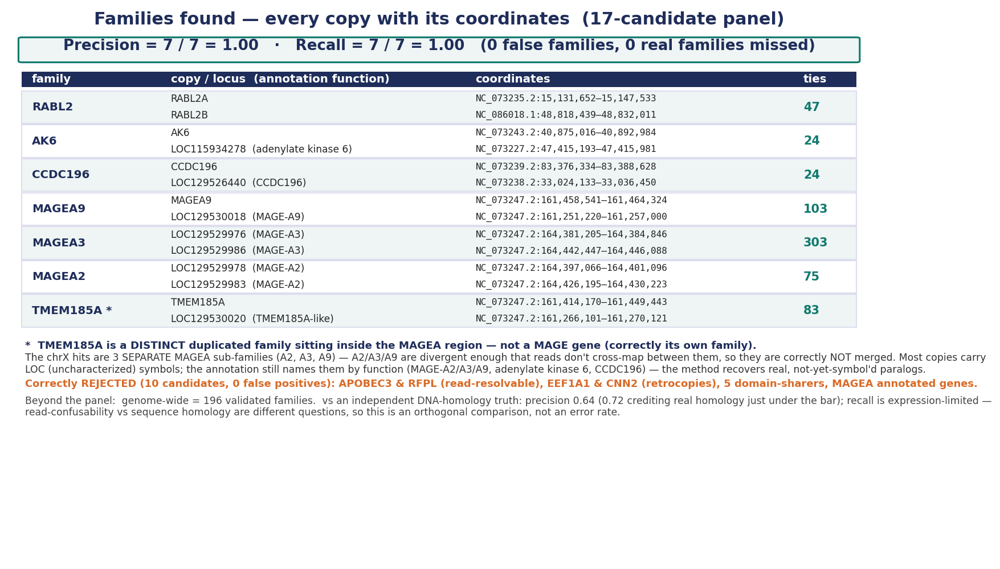 Families found — every copy with its coordinates (17-candidate panel)
Precision = 7 / 7 = 1.00 · Recall = 7 / 7 = 1.00 (0 false families, 0 real families missed)
family copy / locus (annotation function) coordinates ties
RABL2 RABL2A NC_073235.2:15,131,652–15,147,533 47
RABL2B NC_086018.1:48,818,439–48,832,011
AK6 AK6 NC_073243.2:40,875,016–40,892,984 24
LOC115934278 (adenylate kinase 6) NC_073227.2:47,415,193–47,415,981
CCDC196 CCDC196 NC_073239.2:83,376,334–83,388,628 24
LOC129526440 (CCDC196) NC_073238.2:33,024,133–33,036,450
MAGEA9 MAGEA9 NC_073247.2:161,458,541–161,464,324 103
LOC129530018 (MAGE-A9) NC_073247.2:161,251,220–161,257,000
MAGEA3 LOC129529976 (MAGE-A3) NC_073247.2:164,381,205–164,384,846 303
LOC129529986 (MAGE-A3) NC_073247.2:164,442,447–164,446,088
MAGEA2 LOC129529978 (MAGE-A2) NC_073247.2:164,397,066–164,401,096 75
LOC129529983 (MAGE-A2) NC_073247.2:164,426,195–164,430,223
TMEM185A * TMEM185A NC_073247.2:161,414,170–161,449,443 83
LOC129530020 (TMEM185A-like) NC_073247.2:161,266,101–161,270,121
* TMEM185A is a DISTINCT duplicated family sitting inside the MAGEA region — not a MAGE gene (correctly its own family).
The chrX hits are 3 SEPARATE MAGEA sub-families (A2, A3, A9) — A2/A3/A9 are divergent enough that reads don't cross-map between them, so they are correctly NOT merged. Most copies carry
LOC (uncharacterized) symbols; the annotation still names them by function (MAGE-A2/A3/A9, adenylate kinase 6, CCDC196) — the method recovers real, not-yet-symbol'd paralogs.
Correctly REJECTED (10 candidates, 0 false positives): APOBEC3 & RFPL (read-resolvable), EEF1A1 & CNN2 (retrocopies), 5 domain-sharers, MAGEA annotated genes.
Beyond the panel: genome-wide = 196 validated families. vs an independent DNA-homology truth: precision 0.64 (0.72 crediting real homology just under the bar); recall is expression-limited —
read-confusability vs sequence homology are different questions, so this is an orthogonal comparison, not an error rate.